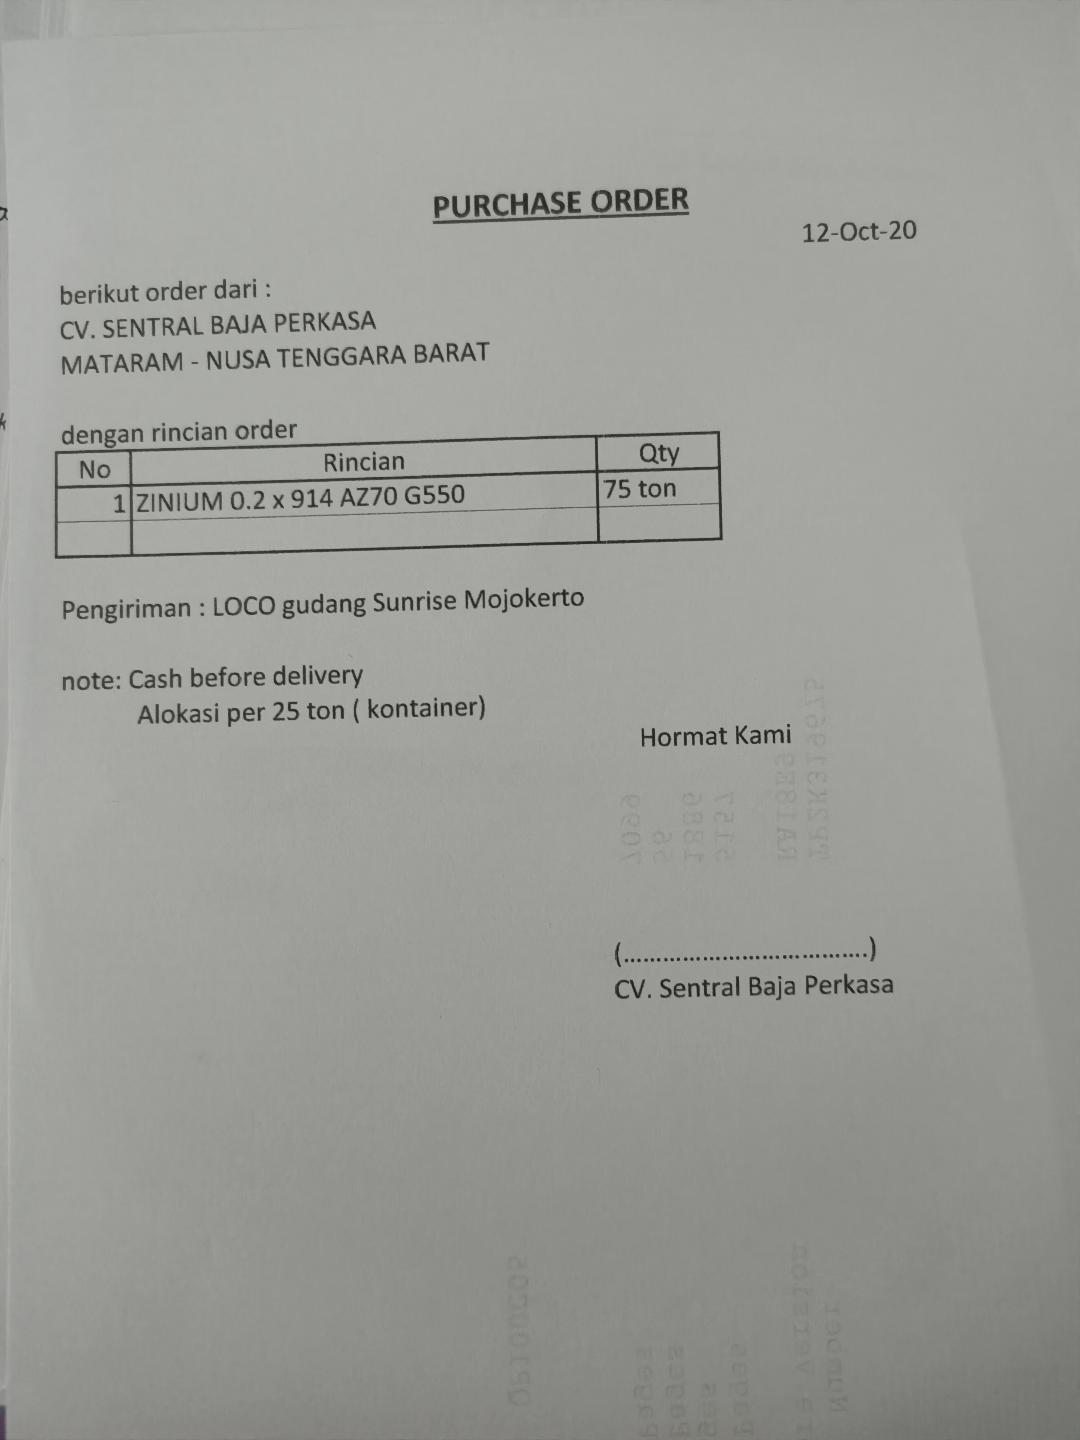 PURCHASE ORDER
12-Oct-20
berikut order dari :
CV. SENTRAL BAJA PERKASA
MATARAM - NUSA TENGGARA BARAT
dengan rincian order
No Rincian Qty
1 ZINIUM 0.2 x 914 AZ70 G550 75 ton
Pengiriman : LOCO gudang Sunrise Mojokerto
note: Cash before delivery
Alokasi per 25 ton ( kontainer)
Hormat Kami
(.....................................)
CV. Sentral Baja Perkasa